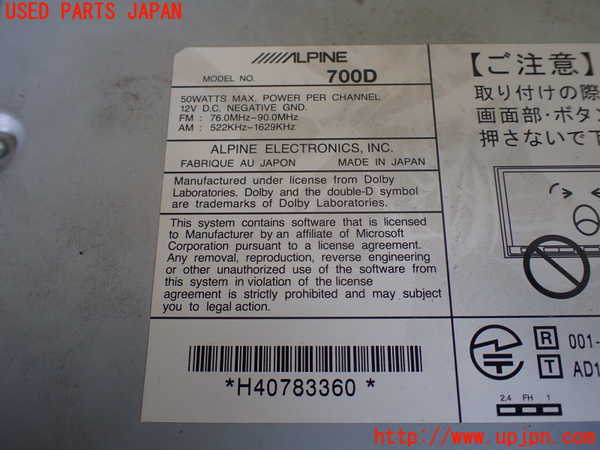 USED PARTS JAPAN
ALPINE
MODEL NO. 700D
50WATTS MAX. POWER PER CHANNEL
12V D.C. NEGATIVE GND.
FM : 76.0MHz~90.0MHz
AM : 522KHz~1629KHz
ALPINE ELECTRONICS, INC.
FABRIQUE AU JAPON MADE IN JAPAN
Manufactured under license from Dolby
Laboratories. Dolby and the double-D symbol
are trademarks of Dolby Laboratories.
This system contains software that is licensed
to Manufacturer by an affiliate of Microsoft
Corporation pursuant to a license agreement.
Any removal, reproduction, reverse engineering
or other unauthorized use of the software from
this system in violation of the license
agreement is strictly prohibited and may subject
you to legal action.
*H40783360*
【ご注意】
取り付けの際
画面部・ボタン
押さないで下
R 001-
T AD1
2.4 FH 1
http://www.upjpn.com/